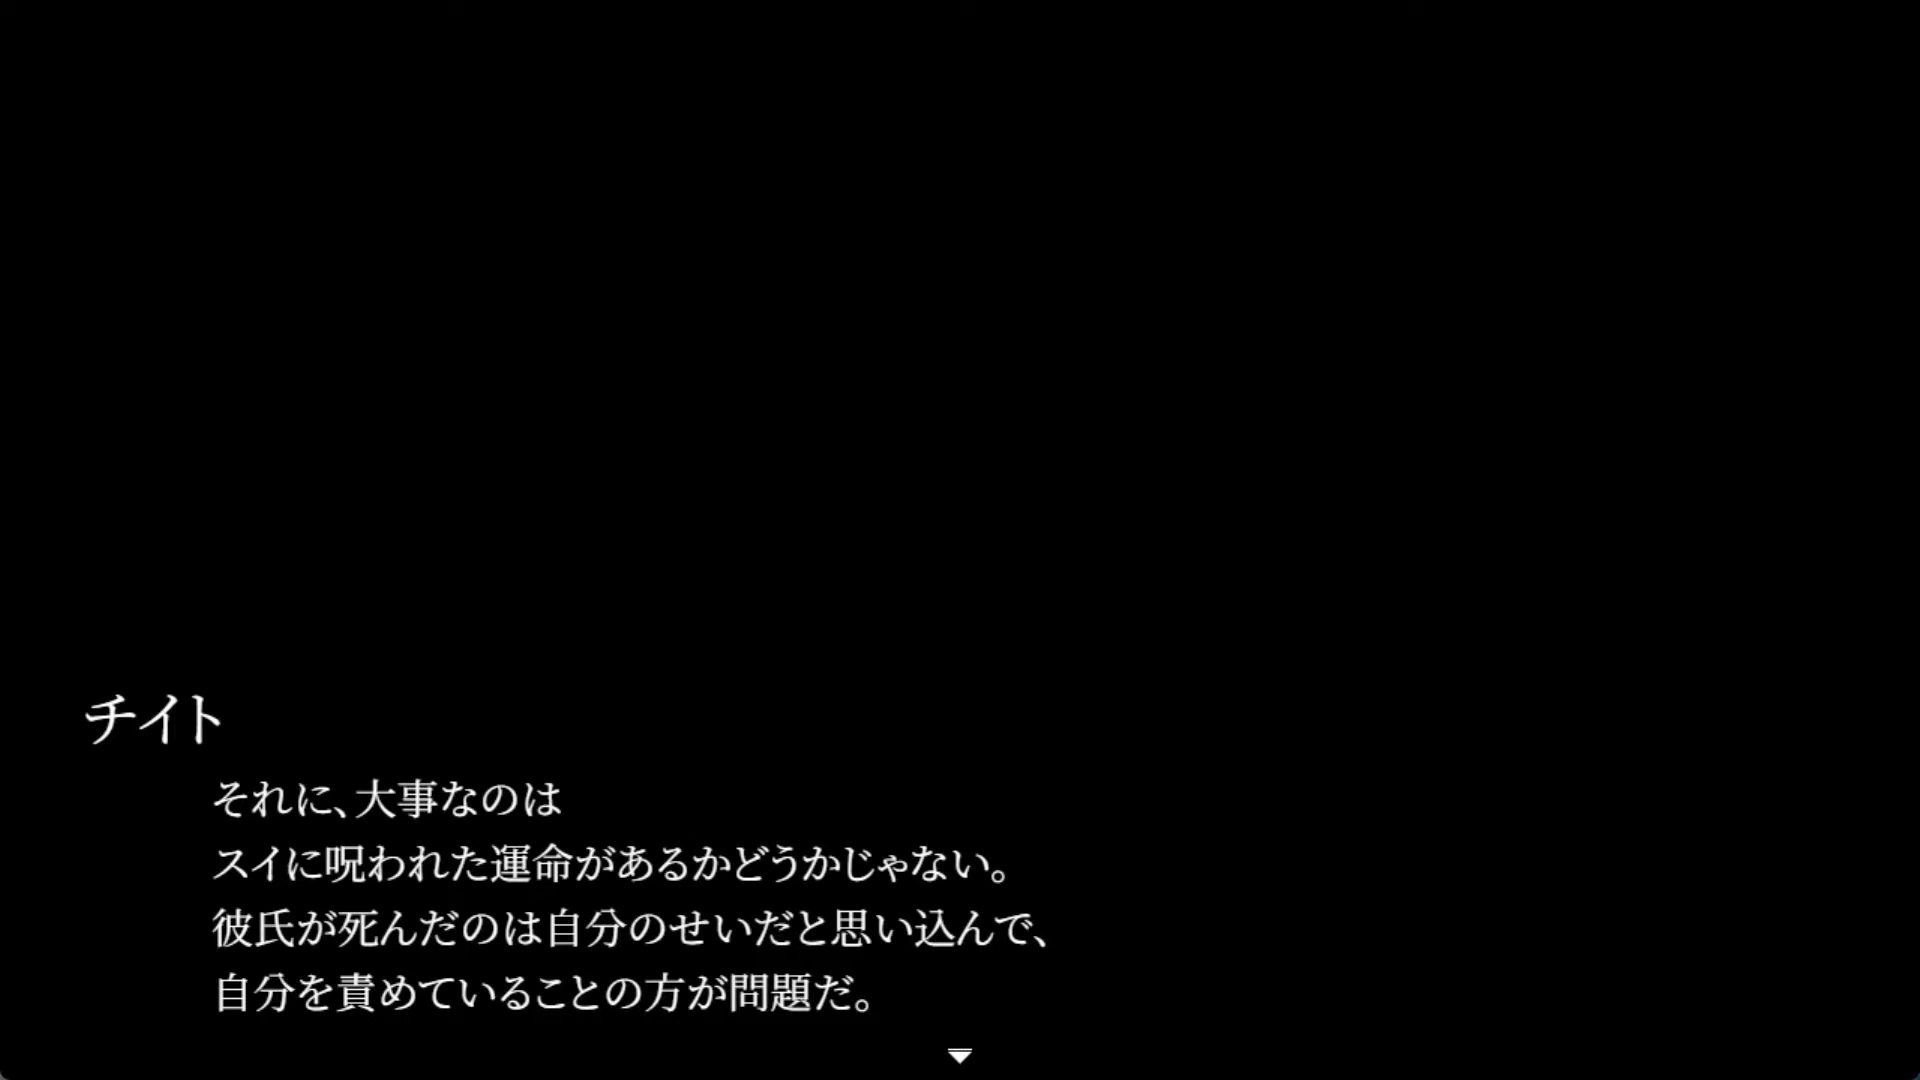 チイト
それに、大事なのは
スイに呪われた運命があるかどうかじゃない。
彼氏が死んだのは自分のせいだと思い込んで、
自分を責めていることの方が問題だ。